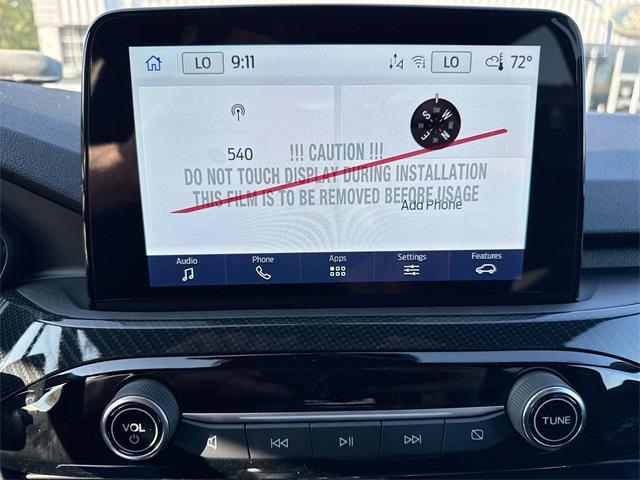 LO 9:11 LO 72°
540
!!! CAUTION !!!
DO NOT TOUCH DISPLAY DURING INSTALLATION
THIS FILM IS TO BE REMOVED BEFORE USAGE
S W E N
Add Phone
Audio Phone Apps Settings Features
VOL
TUNE